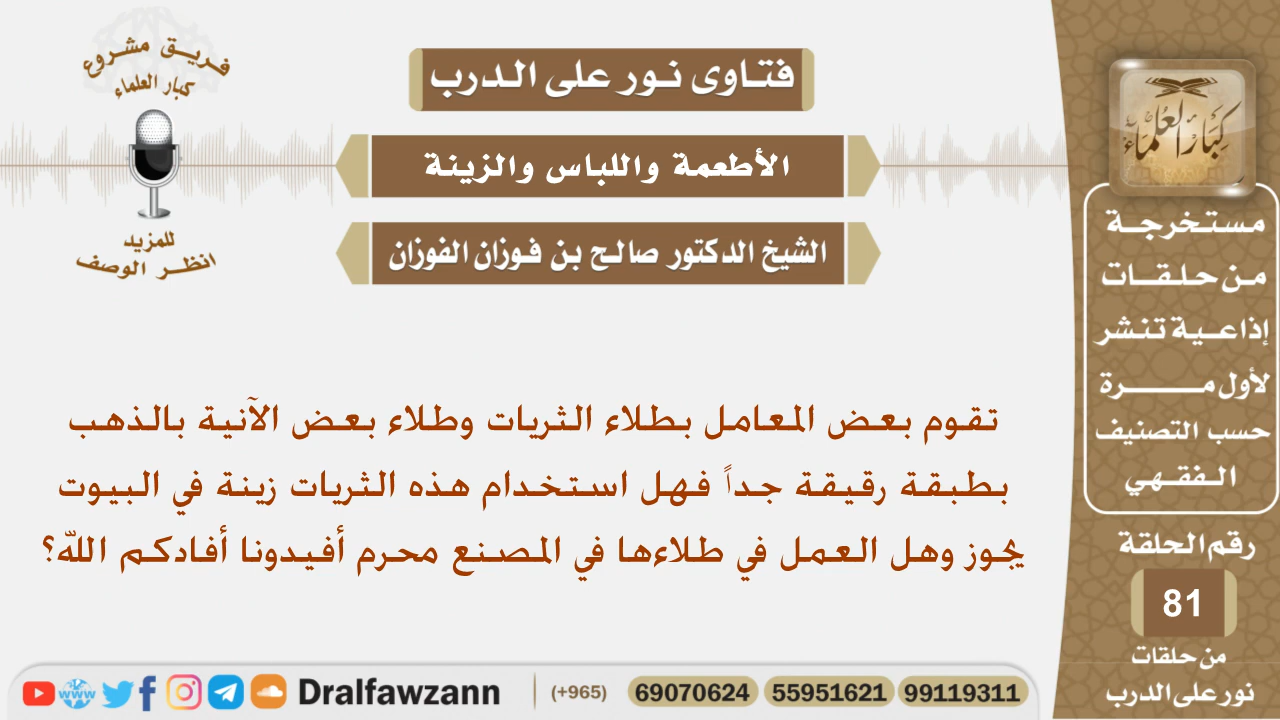 فريق مشروع
كبار العلماء
للمزيد
انظر الوصف
فتاوى نور على الدرب
الأطعمة واللباس والزينة
الشيخ الدكتور صالح بن فوزان الفوزان
تقوم بعض المعامل بطلاء الثريات وطلاء بعض الآنية بالذهب
بطبقة رقيقة جداً فهل استخدام هذه الثريات زينة في البيوت
يجوز وهل العمل في طلاءها في المصنع محرم أفيدونا أفادكم الله؟
كبار العلماء
مستخرجة
من حلقات
إذاعية تنشر
لأول مرة
حسب التصنيف
الفقهي
رقم الحلقة
81
من حلقات
نور على الدرب
www Dralfawzann (+965) 69070624 55951621 99119311